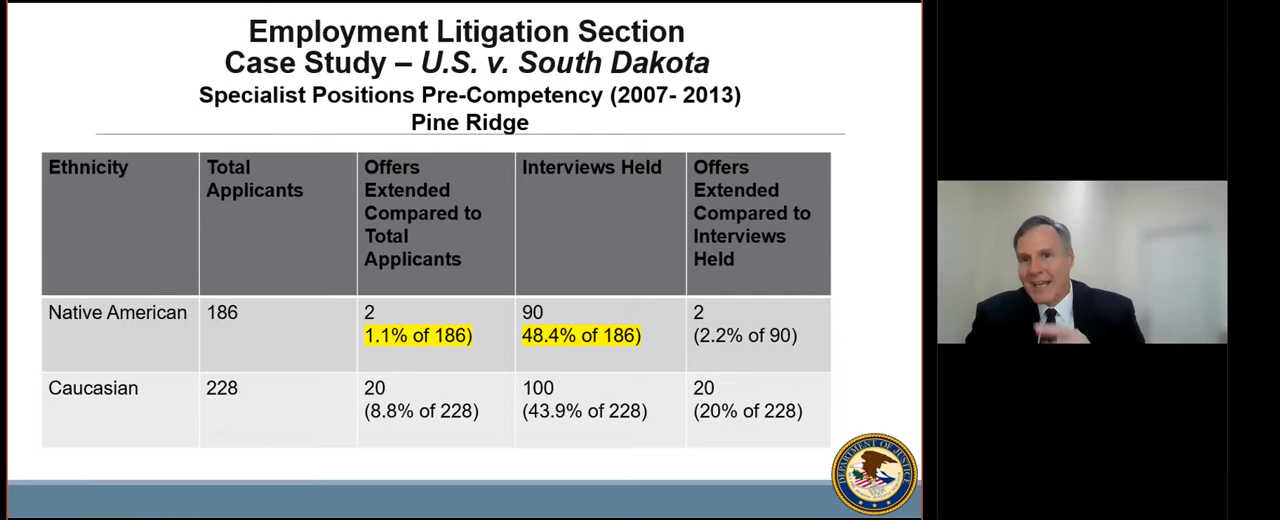 Employment Litigation Section
Case Study – U.S. v. South Dakota
Specialist Positions Pre-Competency (2007- 2013)
Pine Ridge
Ethnicity
Total
Applicants
Offers
Extended
Compared to
Total
Applicants
Interviews Held
Offers
Extended
Compared to
Interviews
Held
Native American
186
2
1.1% of 186)
90
48.4% of 186)
2
(2.2% of 90)
Caucasian
228
20
(8.8% of 228)
100
(43.9% of 228)
20
(20% of 228)
DEPARTMENT OF JUSTICE